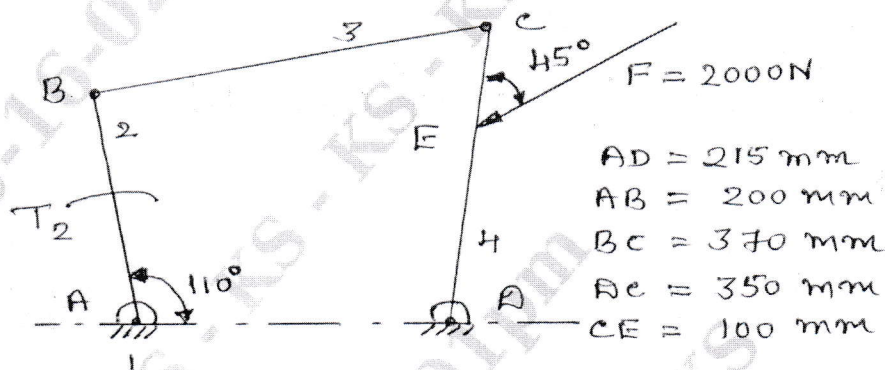 3
C
45°
F = 2000N
B
2
E
AD = 215 mm
AB = 200 mm
T2
4
BC = 370 mm
A
110°
D
DC = 350 mm
CE = 100 mm
1